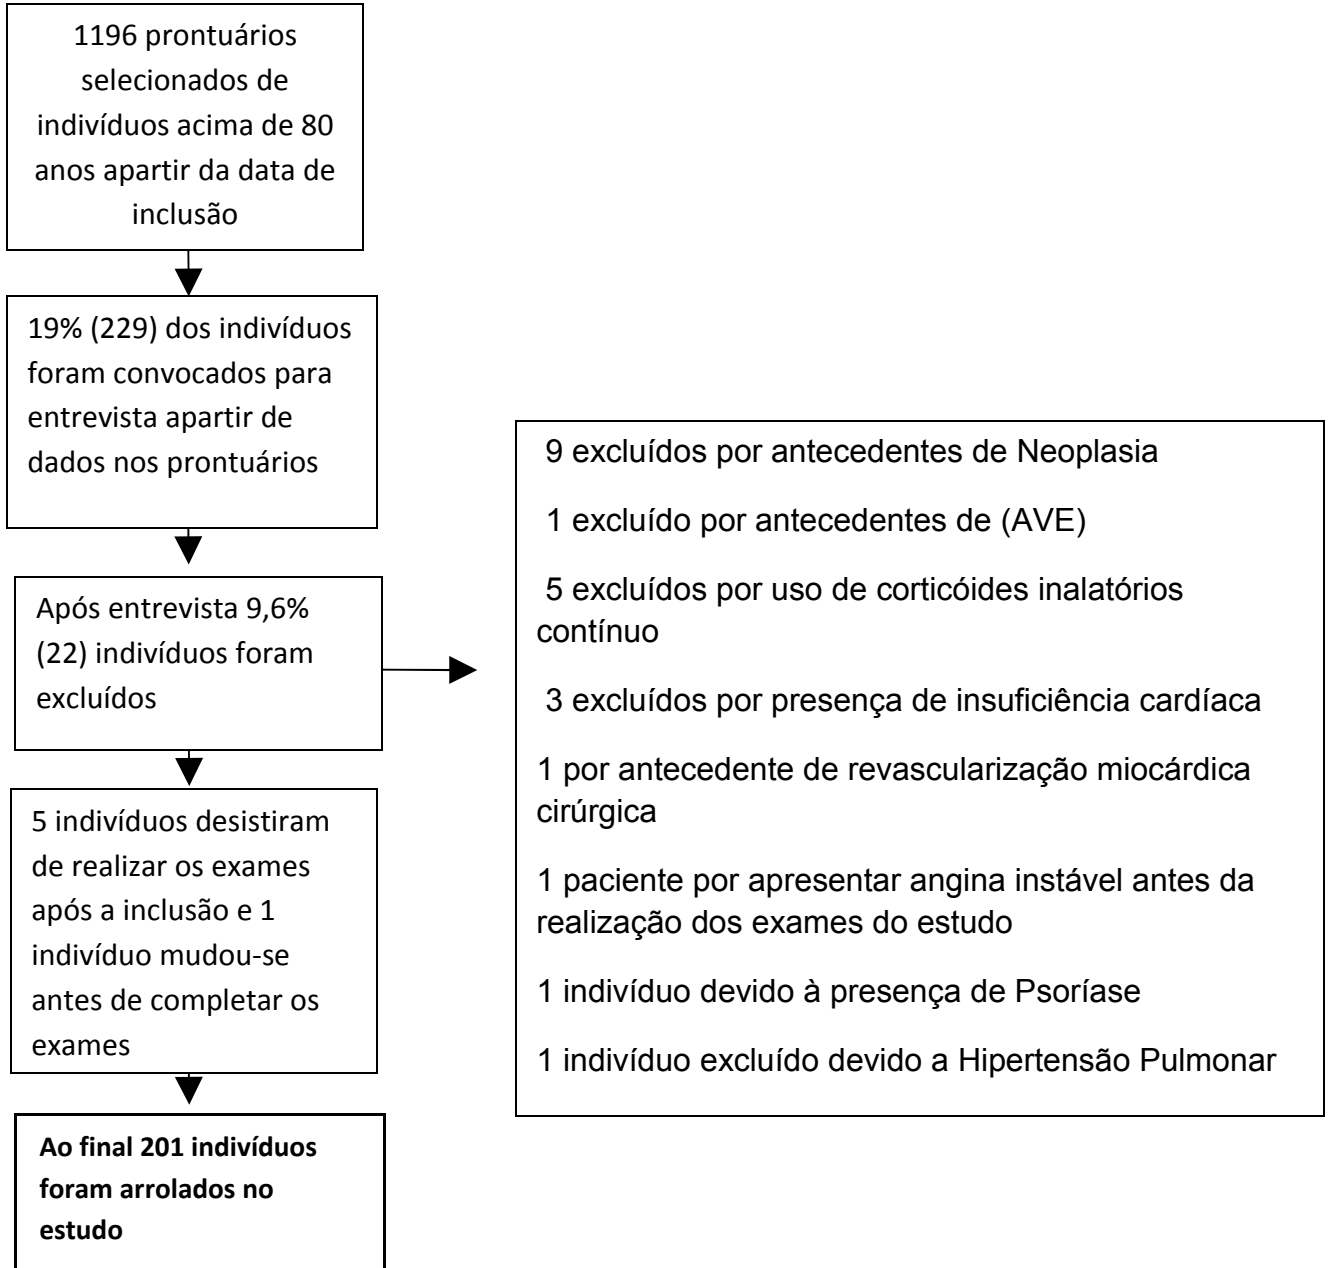 1196 prontuários
selecionados de
indivíduos acima de 80
anos apartir da data de
inclusão
19% (229) dos indivíduos
foram convocados para
entrevista apartir de
dados nos prontuários
Após entrevista 9,6%
(22) indivíduos foram
excluídos
9 excluídos por antecedentes de Neoplasia
1 excluído por antecedentes de (AVE)
5 excluídos por uso de corticóides inalatórios
contínuo
3 excluídos por presença de insuficiência cardíaca
1 por antecedente de revascularização miocárdica
cirúrgica
1 paciente por apresentar angina instável antes da
realização dos exames do estudo
1 indivíduo devido à presença de Psoríase
1 indivíduo excluído devido a Hipertensão Pulmonar
5 indivíduos desistiram
de realizar os exames
após a inclusão e 1
indivíduo mudou-se
antes de completar os
exames
Ao final 201 indivíduos
foram arrolados no
estudo